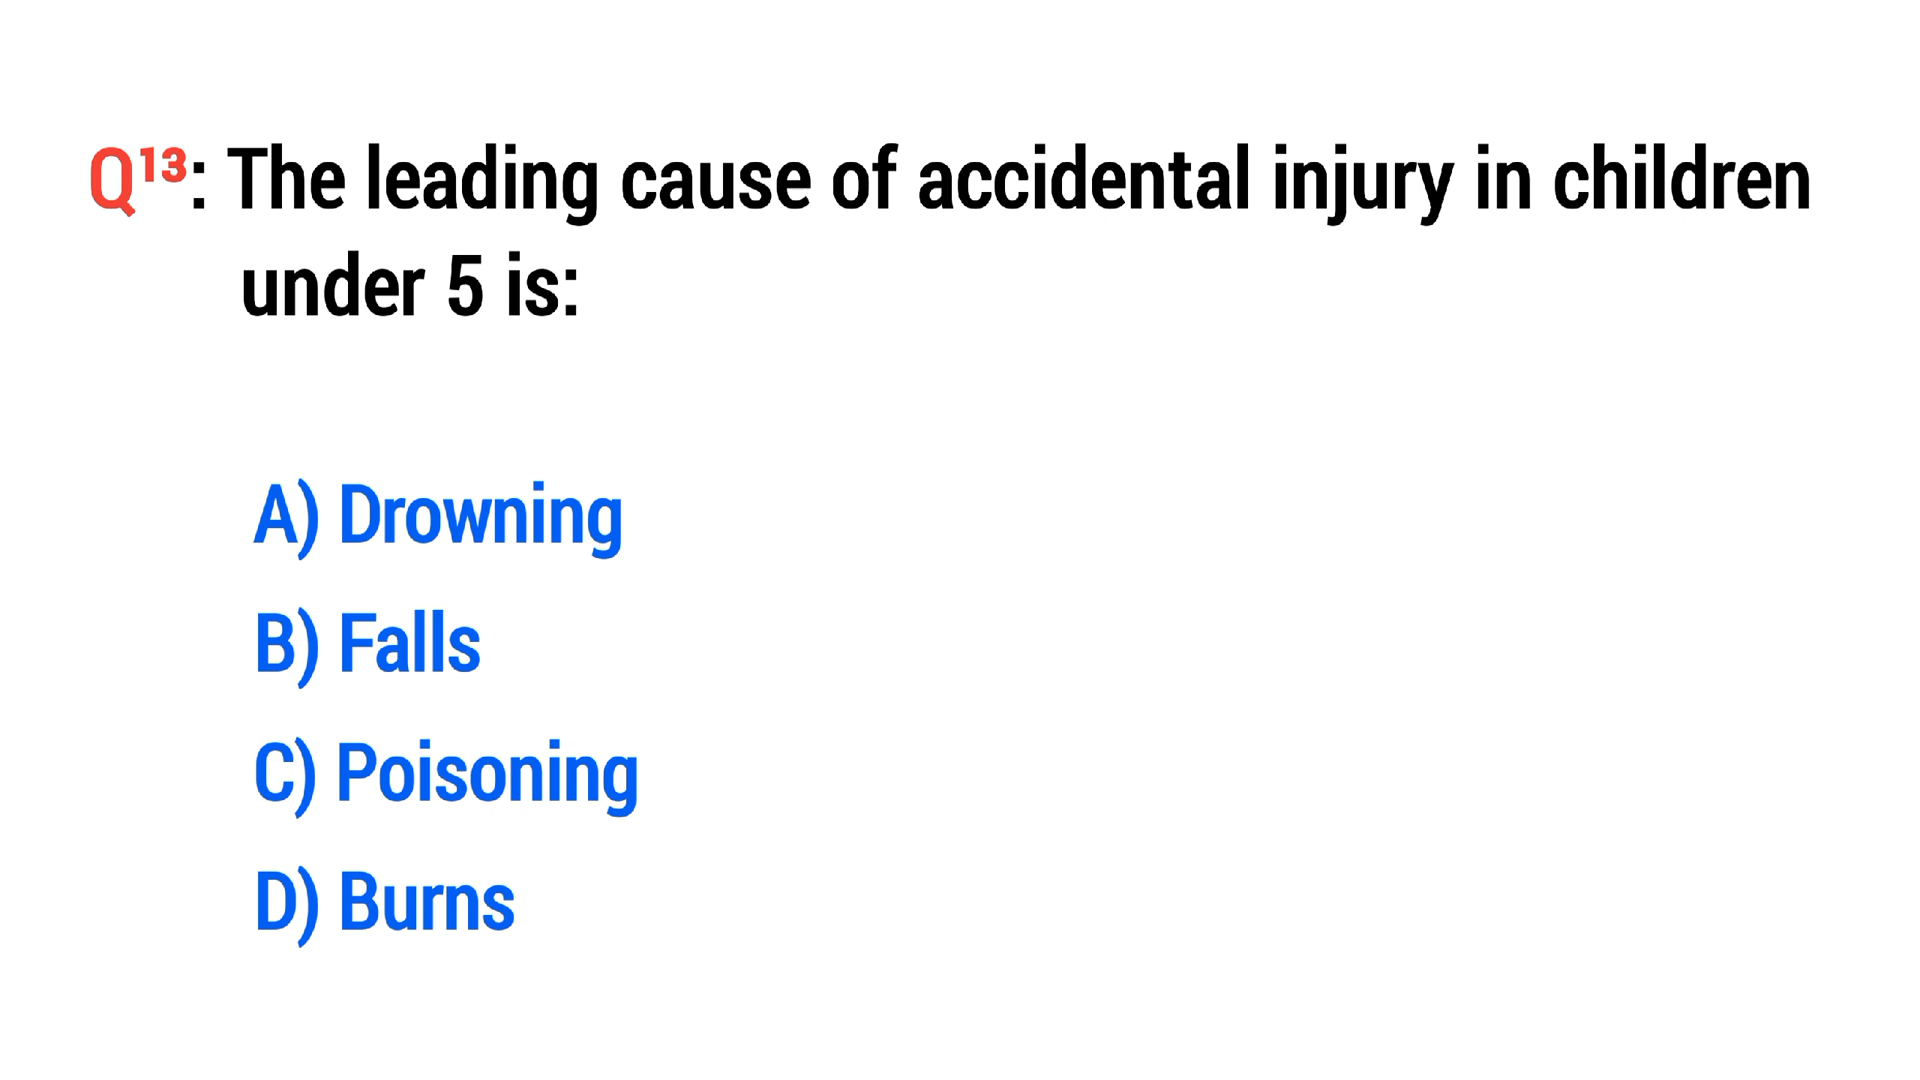 Q¹³: The leading cause of accidental injury in children
under 5 is:
A) Drowning
B) Falls
C) Poisoning
D) Burns